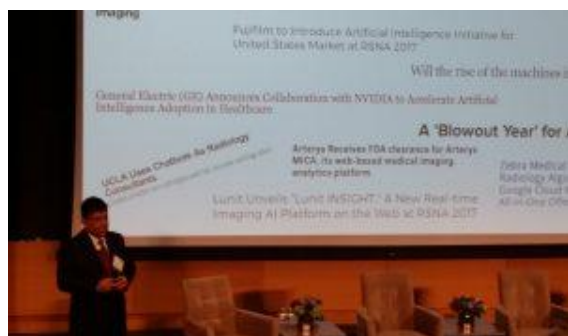 Imaging
Fujifilm to Introduce Artificial Intelligence Initiative for
United States Market at RSNA 2017
Will the rise of the machines
General Electric (GE) Announces Collaboration with NVIDIA to Accelerate Artificial
Intelligence Adoption in Healthcare
A 'Blowout Year' for
UCLA Uses Chatbots As Radiology
Consultants
Arterys Receives FDA clearance for Arterys
MICA, its web-based medical imaging
analytics platform
Zebra Medical
Radiology
Google Cloud
All-in-One
Lunit Unveils "Lunit INSIGHT," A New Real-time
Imaging AI Platform on the Web at RSNA 2017